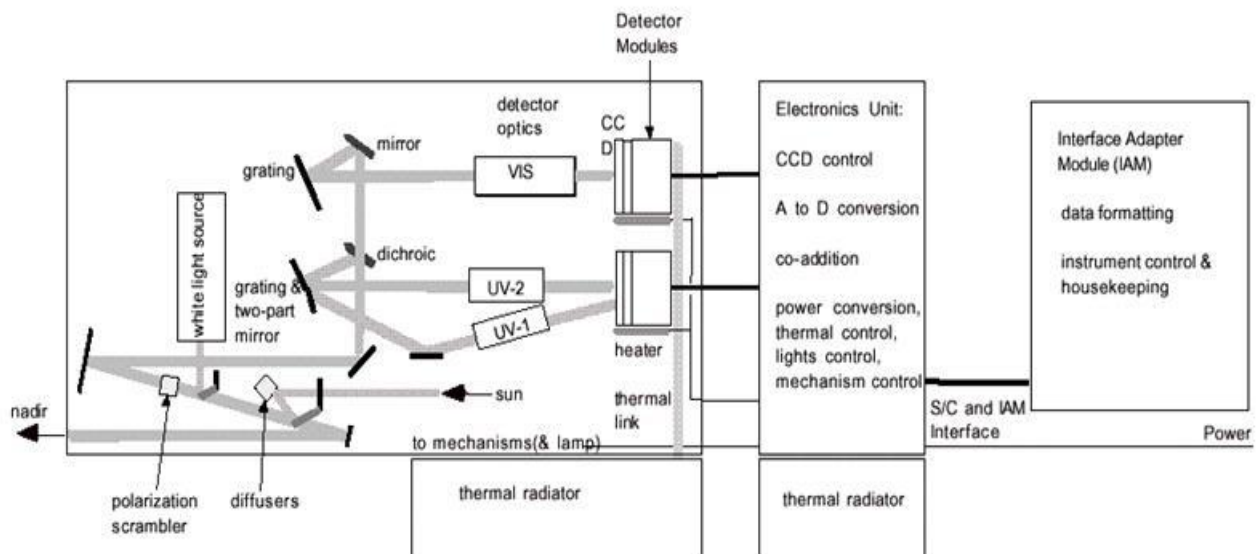 Detector
Modules
detector
optics
CC
D
mirror
grating
VIS
white light source
dichroic
grating &
two-part
mirror
UV-2
UV-1
heater
sun
thermal
link
nadir
to mechanisms(& lamp)
polarization
scrambler
diffusers
thermal radiator
Electronics Unit:
CCD control
A to D conversion
co-addition
power conversion,
thermal control,
lights control,
mechanism control
thermal radiator
S/C and IAM
Interface
Interface Adapter
Module (IAM)
data formatting
instrument control &
housekeeping
Power